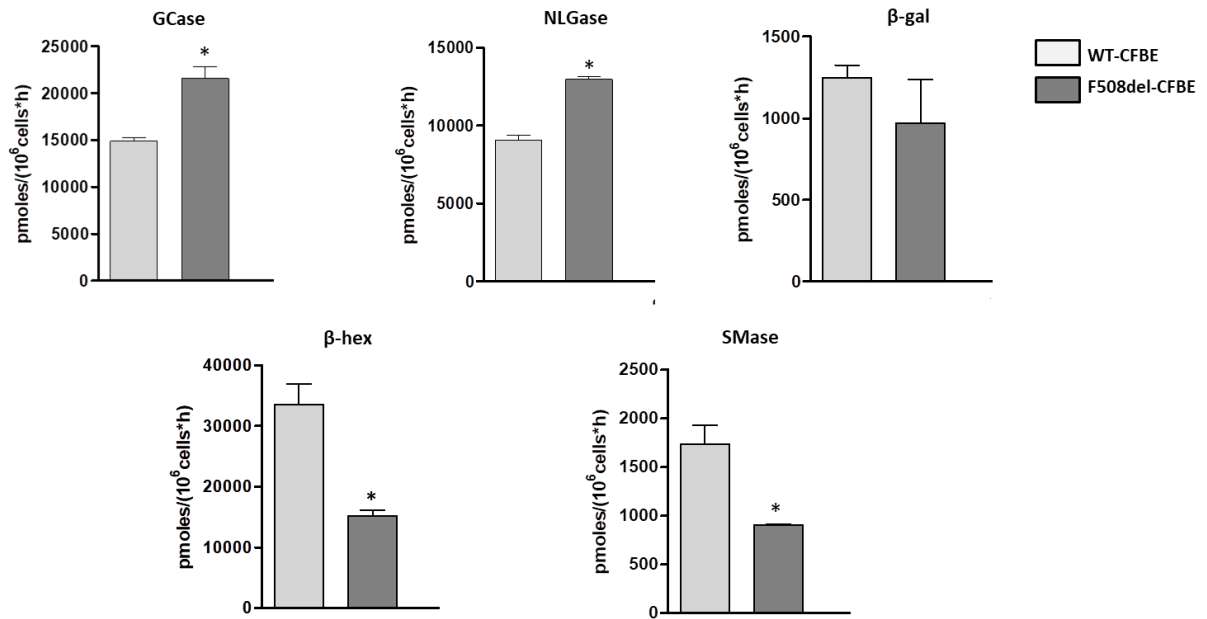 GCase
25000
20000
15000
10000
5000
0
pmoles/(10⁶cells*h)
*
NLGase
15000
10000
5000
0
pmoles/(10⁶cells*h)
*
β-gal
1500
1000
500
0
pmoles/(10⁶cells*h)
WT-CFBE
F508del-CFBE
β-hex
40000
30000
20000
10000
0
pmoles/(10⁶cells*h)
*
SMase
2500
2000
1500
1000
500
0
pmoles/(10⁶cells*h)
*